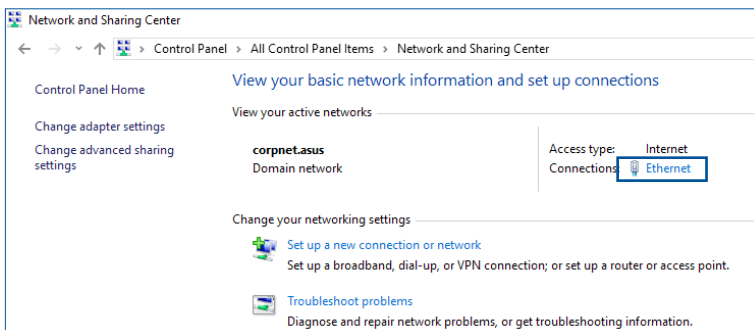 Network and Sharing Center
Control Panel > All Control Panel Items > Network and Sharing Center
Control Panel Home
Change adapter settings
Change advanced sharing
settings
View your basic network information and set up connections
View your active networks
corpnet.asus
Domain network
Access type: Internet
Connections: Ethernet
Change your networking settings
Set up a new connection or network
Set up a broadband, dial-up, or VPN connection; or set up a router or access point.
Troubleshoot problems
Diagnose and repair network problems, or get troubleshooting information.